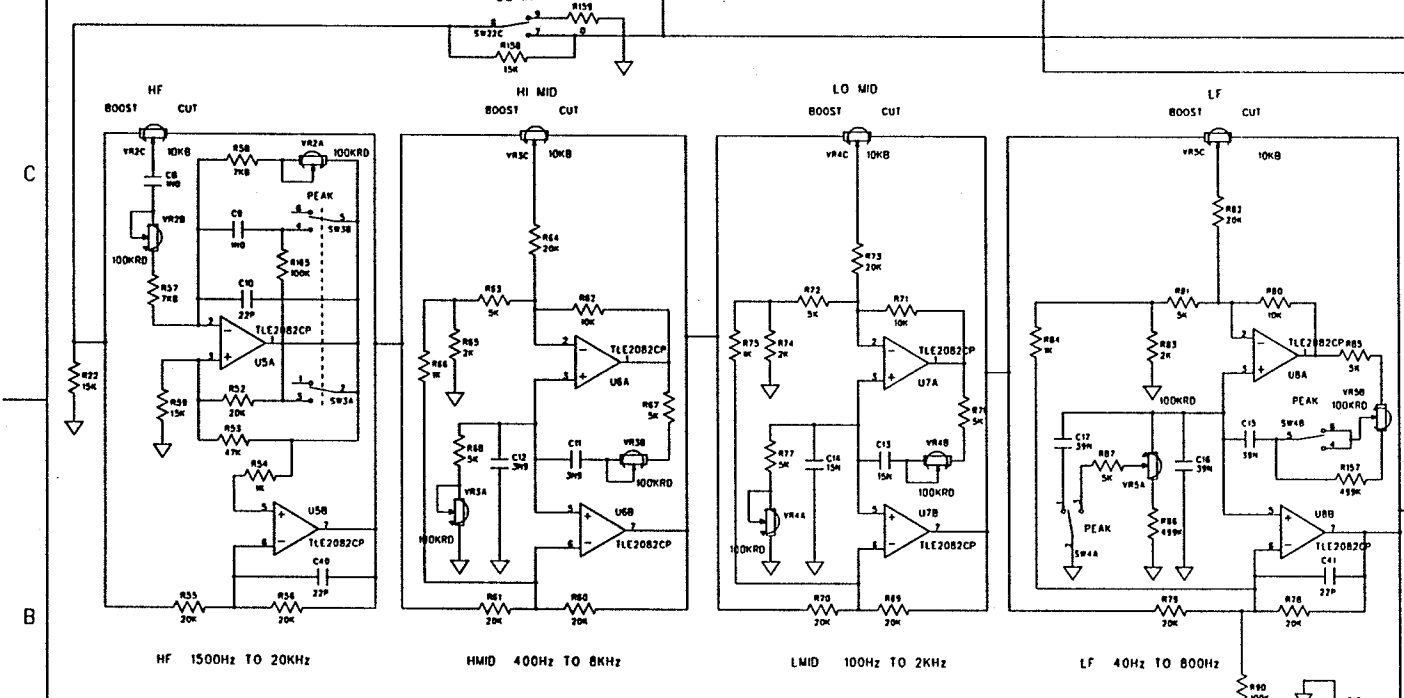 R159
SW22C
R158
15K
HF
BOOST CUT
VR2C 10KB
C8
1N0
VR2B
100KRD
R57
7K8
R58
7K8
VR2A
100KRD
PEAK
C9
1N0
SW3B
R165
100K
C10
22P
TLE2082CP
U5A
R22
15K
R59
15K
R52
20K
SW3A
R53
47K
R54
1K
U5B
TLE2082CP
C40
22P
R55
20K
R56
20K
HF 1500Hz TO 20KHz
HI MID
BOOST CUT
VR3C 10KB
R64
20K
R63
5K
R62
10K
R65
2K
R66
1K
TLE2082CP
U6A
R67
5K
R68
5K
C12
3N9
C11
3N9
VR3B
100KRD
VR3A
100KRD
U6B
TLE2082CP
R61
20K
R60
20K
HMID 400Hz TO 8KHz
LO MID
BOOST CUT
VR4C 10KB
R73
20K
R72
5K
R71
10K
R75
1K
R74
2K
TLE2082CP
U7A
5K
R77
5K
C14
15N
C13
15N
VR4B
100KRD
VR4A
100KRD
U7B
TLE2082CP
R70
20K
R69
20K
LMID 100Hz TO 2KHz
LF
BOOST CUT
VR5C 10KB
R82
20K
R81
5K
R80
10K
R84
1K
R83
2K
TLE2082CP
U8A
R85
5K
VR5B
100KRD
PEAK
100KRD
SW4B
C17
39N
C15
39N
R87
5K
VR5A
C16
39N
R157
499K
PEAK
SW4A
R86
499K
U8B
TLE2082CP
C41
22P
R79
20K
R78
20K
R90
100K
LF 40Hz TO 800Hz
C
B